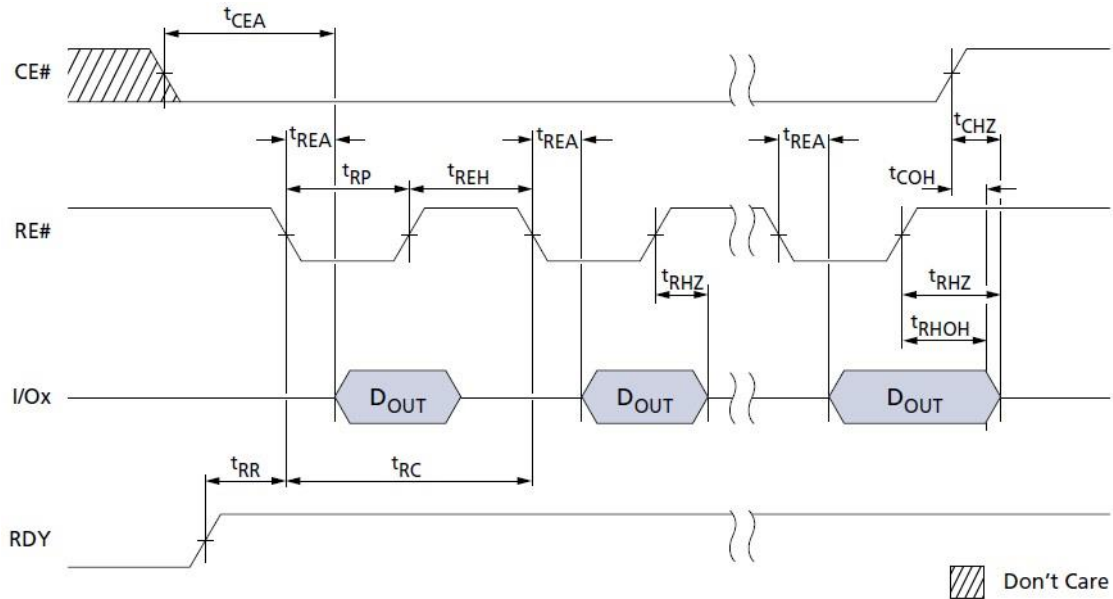 tCEA
CE#
tCHZ
tREA
tREA
tREA
tRP
tREH
tCOH
RE#
tRHZ
tRHZ
tRHOH
I/Ox
DOUT
DOUT
DOUT
tRR
tRC
RDY
Don't Care